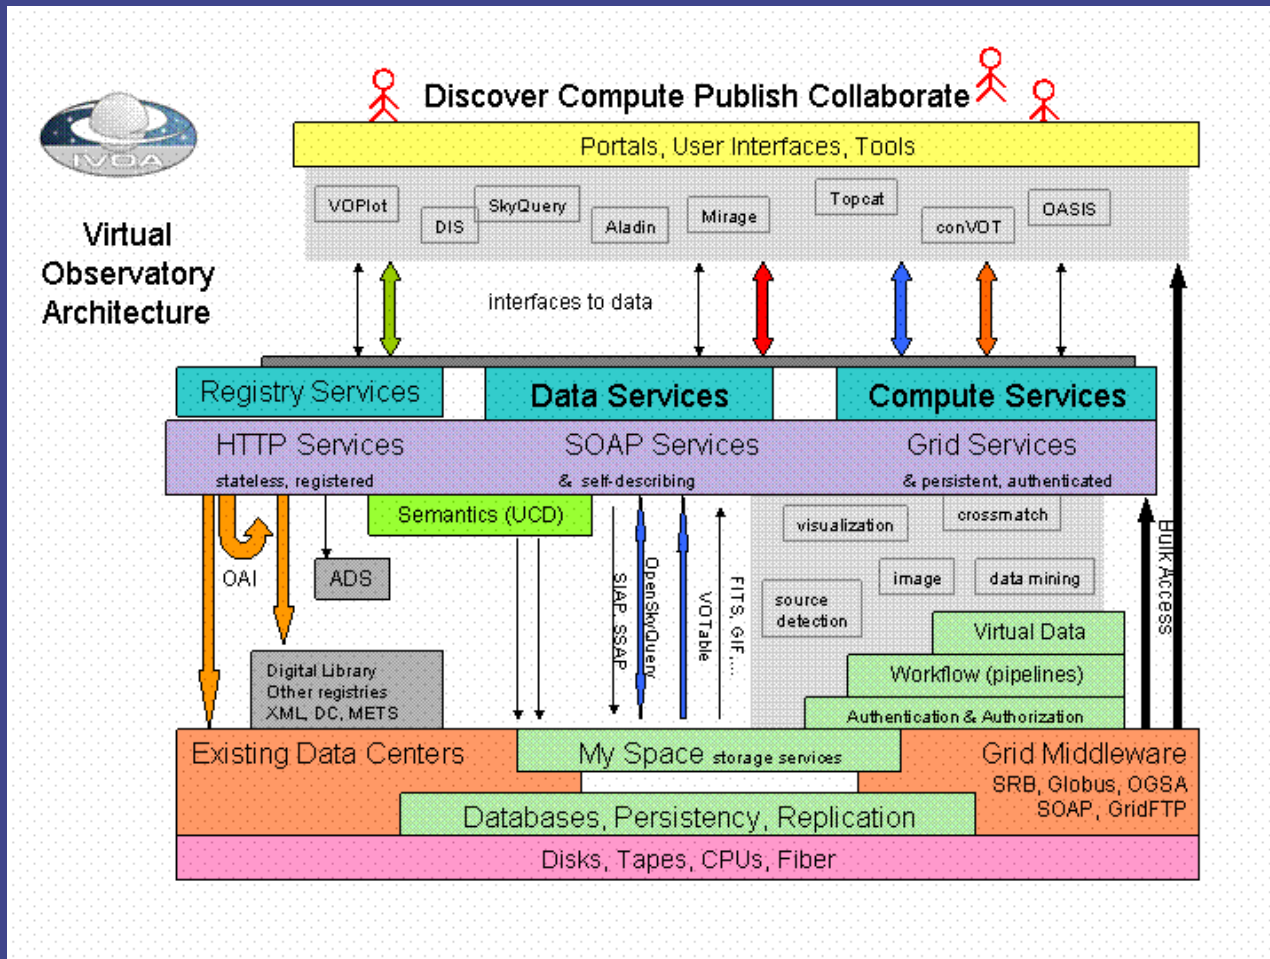 Discover Compute Publish Collaborate
IVOA
Portals, User Interfaces, Tools
VOPlot
DIS
SkyQuery
Aladin
Mirage
Topcat
conVOT
OASIS
Virtual
Observatory
Architecture
interfaces to data
Registry Services
Data Services
Compute Services
HTTP Services
stateless, registered
SOAP Services
& self-describing
Grid Services
& persistent, authenticated
Semantics (UCD)
OAI
ADS
SIAP, SSAP
OpenSkyQuery
VOTable
FITS, GIF,...
visualization
crossmatch
image
data mining
source
detection
Bulk Access
Virtual Data
Workflow (pipelines)
Authentication & Authorization
Digital Library
Other registries
XML, DC, METS
Existing Data Centers
My Space storage services
Grid Middleware
SRB, Globus, OGSA
SOAP, GridFTP
Databases, Persistency, Replication
Disks, Tapes, CPUs, Fiber